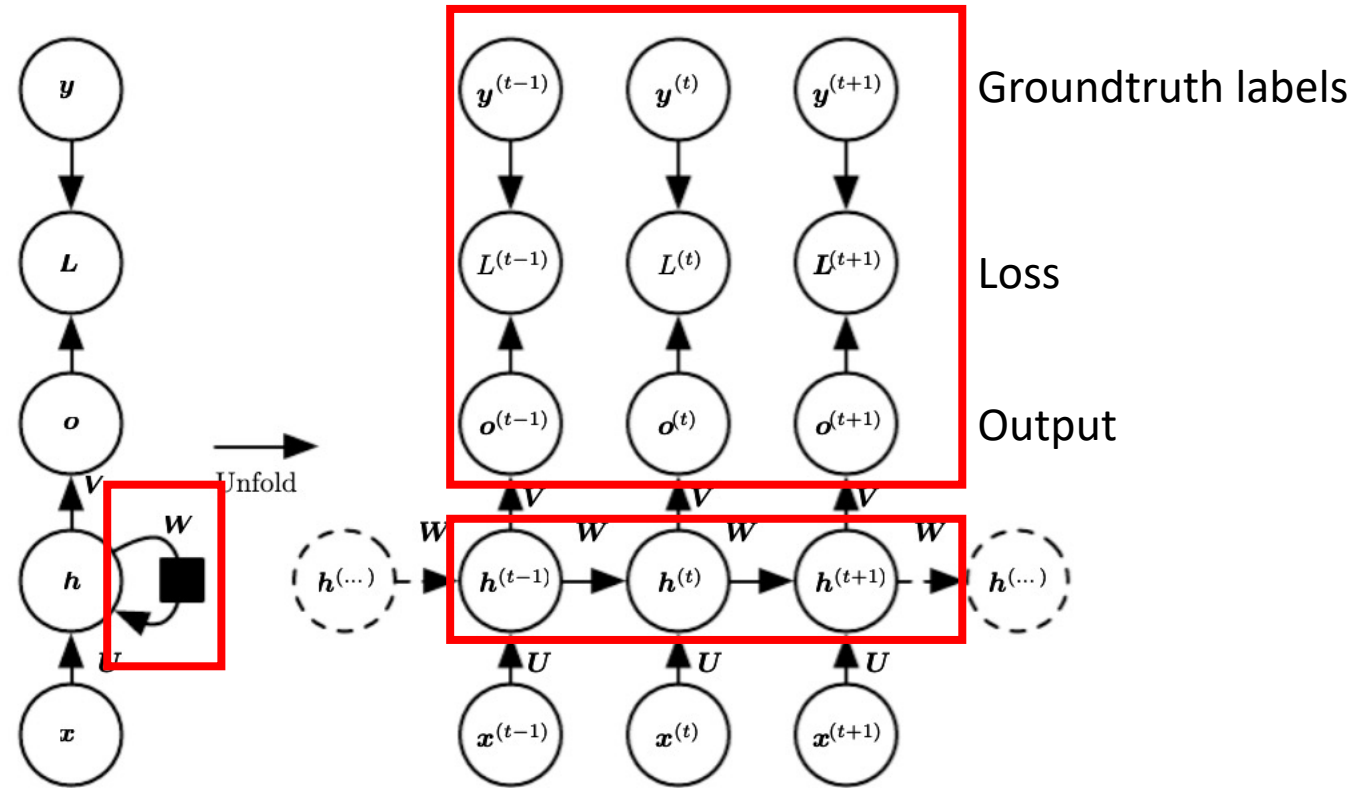 y y^(t−1) y^(t) y^(t+1) Groundtruth labels
L L^(t−1) L^(t) L^(t+1) Loss
o o^(t−1) o^(t) o^(t+1) Output
V Unfold V V V
W W W W W
h h^(...) h^(t−1) h^(t) h^(t+1) h^(...)
U U U U
x x^(t−1) x^(t) x^(t+1)